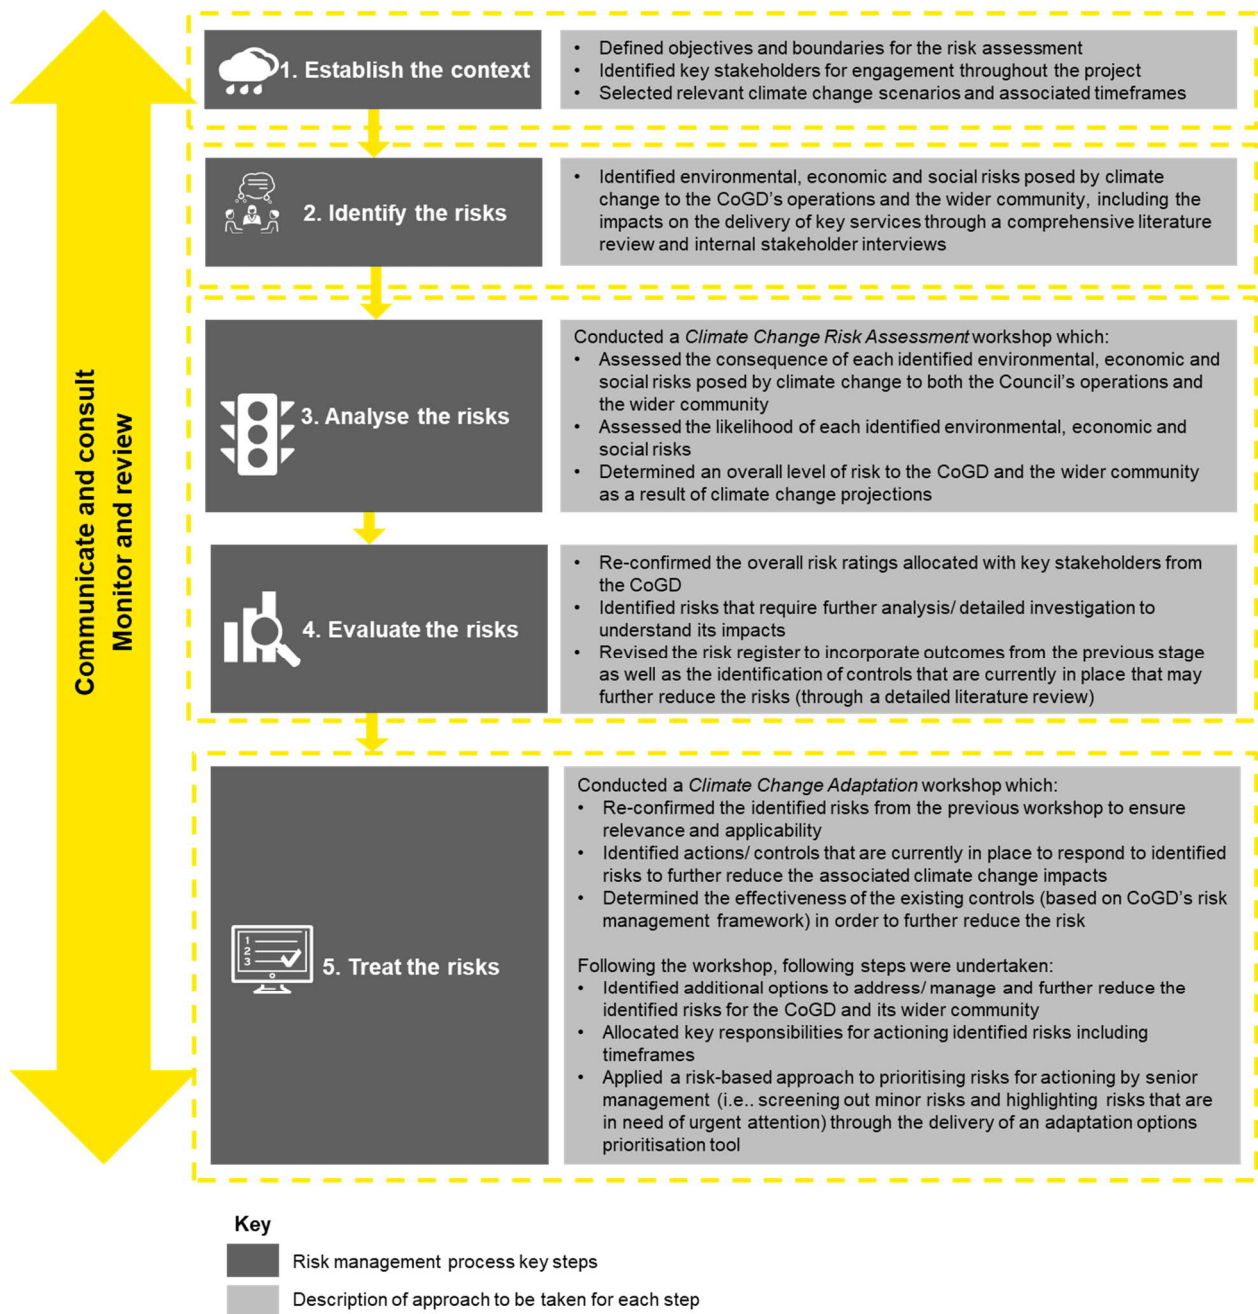 Communicate and consult
Monitor and review
1. Establish the context
• Defined objectives and boundaries for the risk assessment
• Identified key stakeholders for engagement throughout the project
• Selected relevant climate change scenarios and associated timeframes
2. Identify the risks
• Identified environmental, economic and social risks posed by climate
change to the CoGD's operations and the wider community, including the
impacts on the delivery of key services through a comprehensive literature
review and internal stakeholder interviews
3. Analyse the risks
Conducted a Climate Change Risk Assessment workshop which:
• Assessed the consequence of each identified environmental, economic and
social risks posed by climate change to both the Council's operations and
the wider community
• Assessed the likelihood of each identified environmental, economic and
social risks
• Determined an overall level of risk to the CoGD and the wider community
as a result of climate change projections
4. Evaluate the risks
• Re-confirmed the overall risk ratings allocated with key stakeholders from
the CoGD
• Identified risks that require further analysis/ detailed investigation to
understand its impacts
• Revised the risk register to incorporate outcomes from the previous stage
as well as the identification of controls that are currently in place that may
further reduce the risks (through a detailed literature review)
1
2
3
5. Treat the risks
Conducted a Climate Change Adaptation workshop which:
• Re-confirmed the identified risks from the previous workshop to ensure
relevance and applicability
• Identified actions/ controls that are currently in place to respond to identified
risks to further reduce the associated climate change impacts
• Determined the effectiveness of the existing controls (based on CoGD's risk
management framework) in order to further reduce the risk
Following the workshop, following steps were undertaken:
• Identified additional options to address/ manage and further reduce the
identified risks for the CoGD and its wider community
• Allocated key responsibilities for actioning identified risks including
timeframes
• Applied a risk-based approach to prioritising risks for actioning by senior
management (i.e.. screening out minor risks and highlighting risks that are
in need of urgent attention) through the delivery of an adaptation options
prioritisation tool
Key
Risk management process key steps
Description of approach to be taken for each step